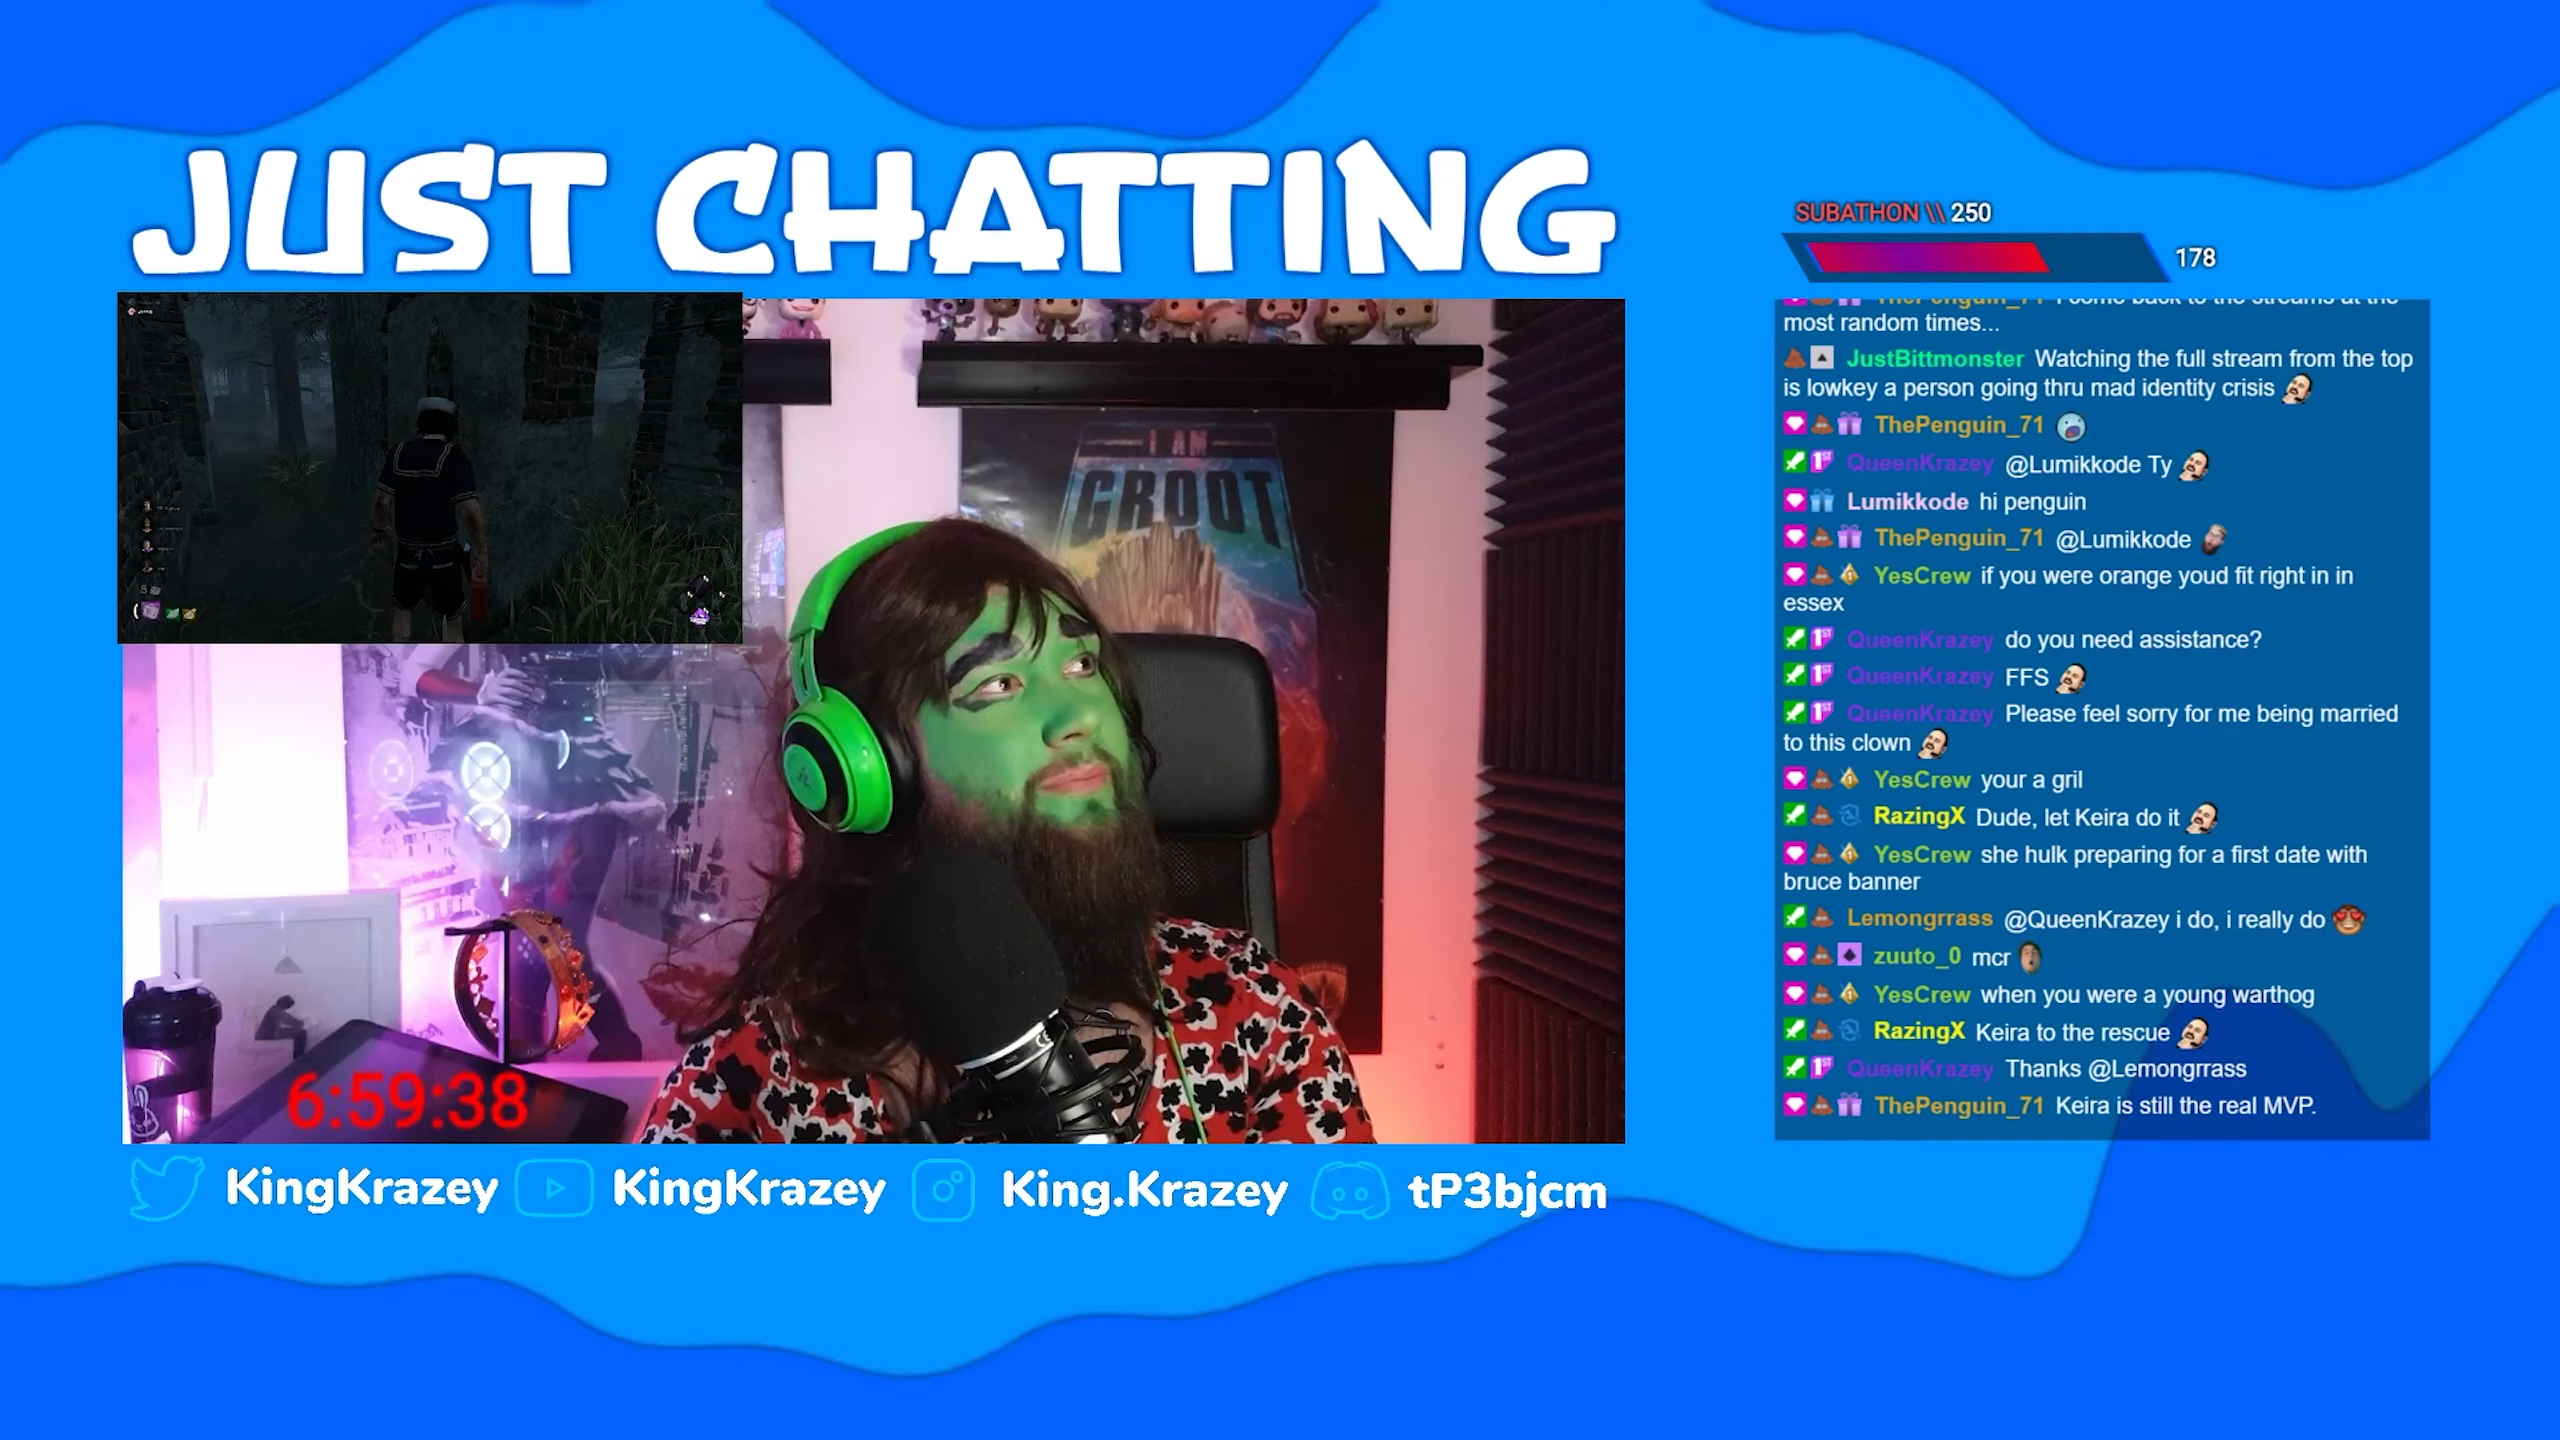 JUST CHATTING
SUBATHON \\ 250
178
I AM
GROOT
6:59:38
most random times...
JustBittmonster Watching the full stream from the top
is lowkey a person going thru mad identity crisis
ThePenguin_71
QueenKrazey @Lumikkode Ty
Lumikkode hi penguin
ThePenguin_71 @Lumikkode
YesCrew if you were orange youd fit right in in
essex
QueenKrazey do you need assistance?
QueenKrazey FFS
QueenKrazey Please feel sorry for me being married
to this clown
YesCrew your a gril
RazingX Dude, let Keira do it
YesCrew she hulk preparing for a first date with
bruce banner
Lemongrrass @QueenKrazey i do, i really do
zuuto_0 mcr
YesCrew when you were a young warthog
RazingX Keira to the rescue
QueenKrazey Thanks @Lemongrrass
ThePenguin_71 Keira is still the real MVP.
KingKrazey KingKrazey King.Krazey tP3bjcm